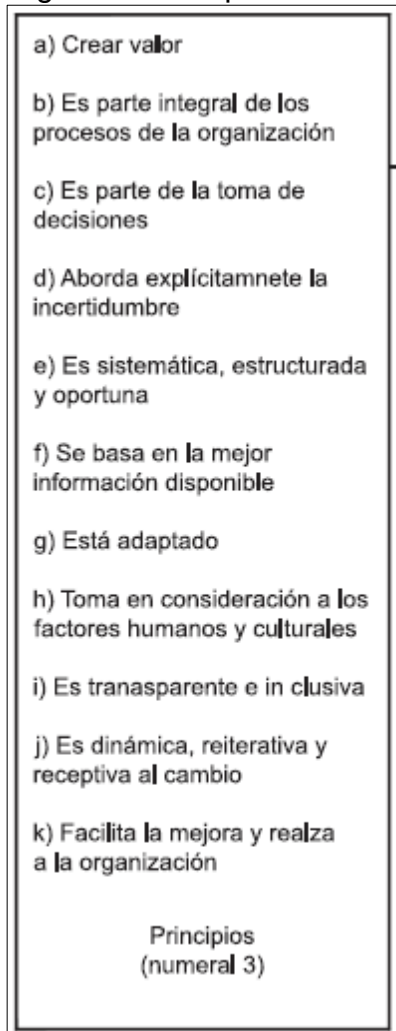 a) Crear valor
b) Es parte integral de los
procesos de la organización
c) Es parte de la toma de
decisiones
d) Aborda explícitamnete la
incertidumbre
e) Es sistemática, estructurada
y oportuna
f) Se basa en la mejor
información disponible
g) Está adaptado
h) Toma en consideración a los
factores humanos y culturales
i) Es tranasparente e in clusiva
j) Es dinámica, reiterativa y
receptiva al cambio
k) Facilita la mejora y realza
a la organización
Principios
(numeral 3)